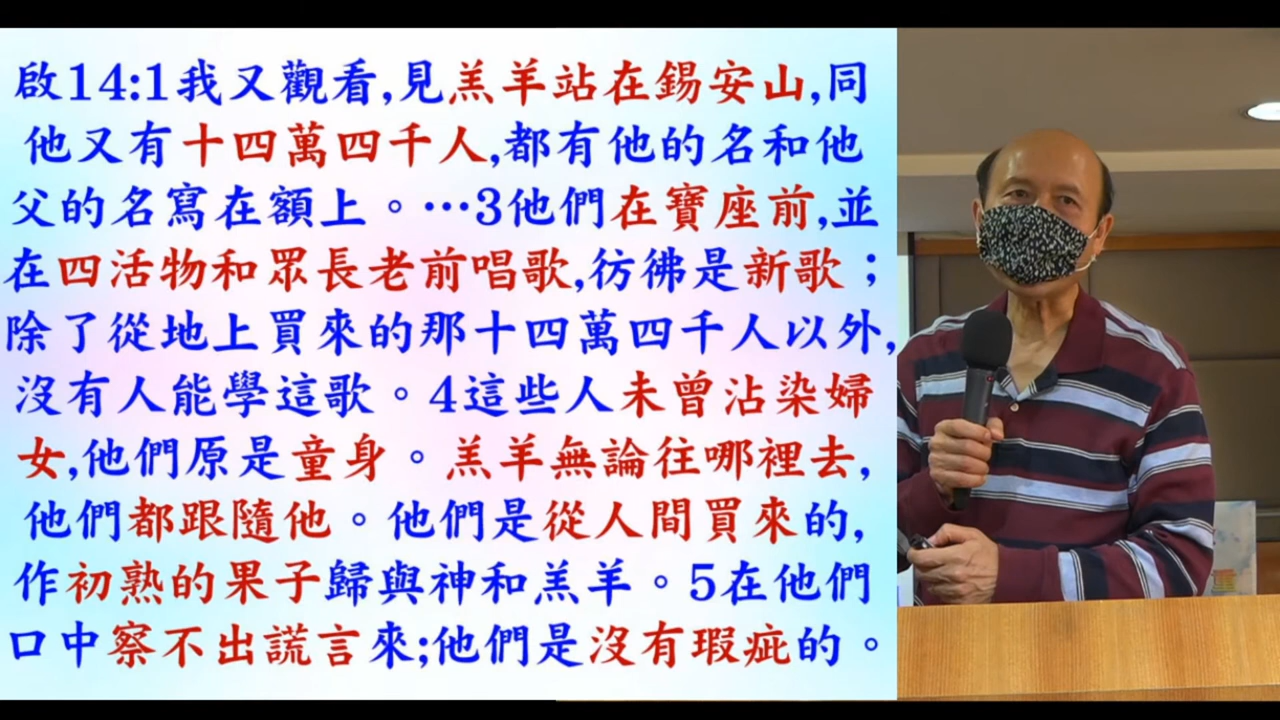 啟14:1我又觀看,見羔羊站在錫安山,同
他又有十四萬四千人,都有他的名和他
父的名寫在額上。…3他們在寶座前,並
在四活物和眾長老前唱歌,彷彿是新歌；
除了從地上買來的那十四萬四千人以外,
沒有人能學這歌。4這些人未曾沾染婦
女,他們原是童身。羔羊無論往哪裡去,
他們都跟隨他。他們是從人間買來的,
作初熟的果子歸與神和羔羊。5在他們
口中察不出謊言來;他們是沒有瑕疵的。